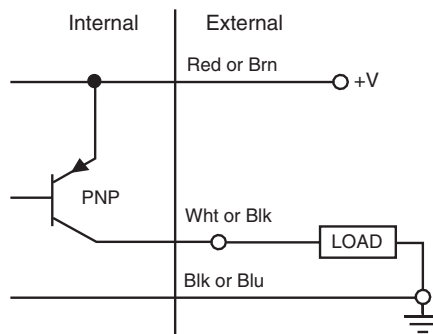 Internal External
Red or Brn
+V
PNP
Wht or Blk
LOAD
Blk or Blu